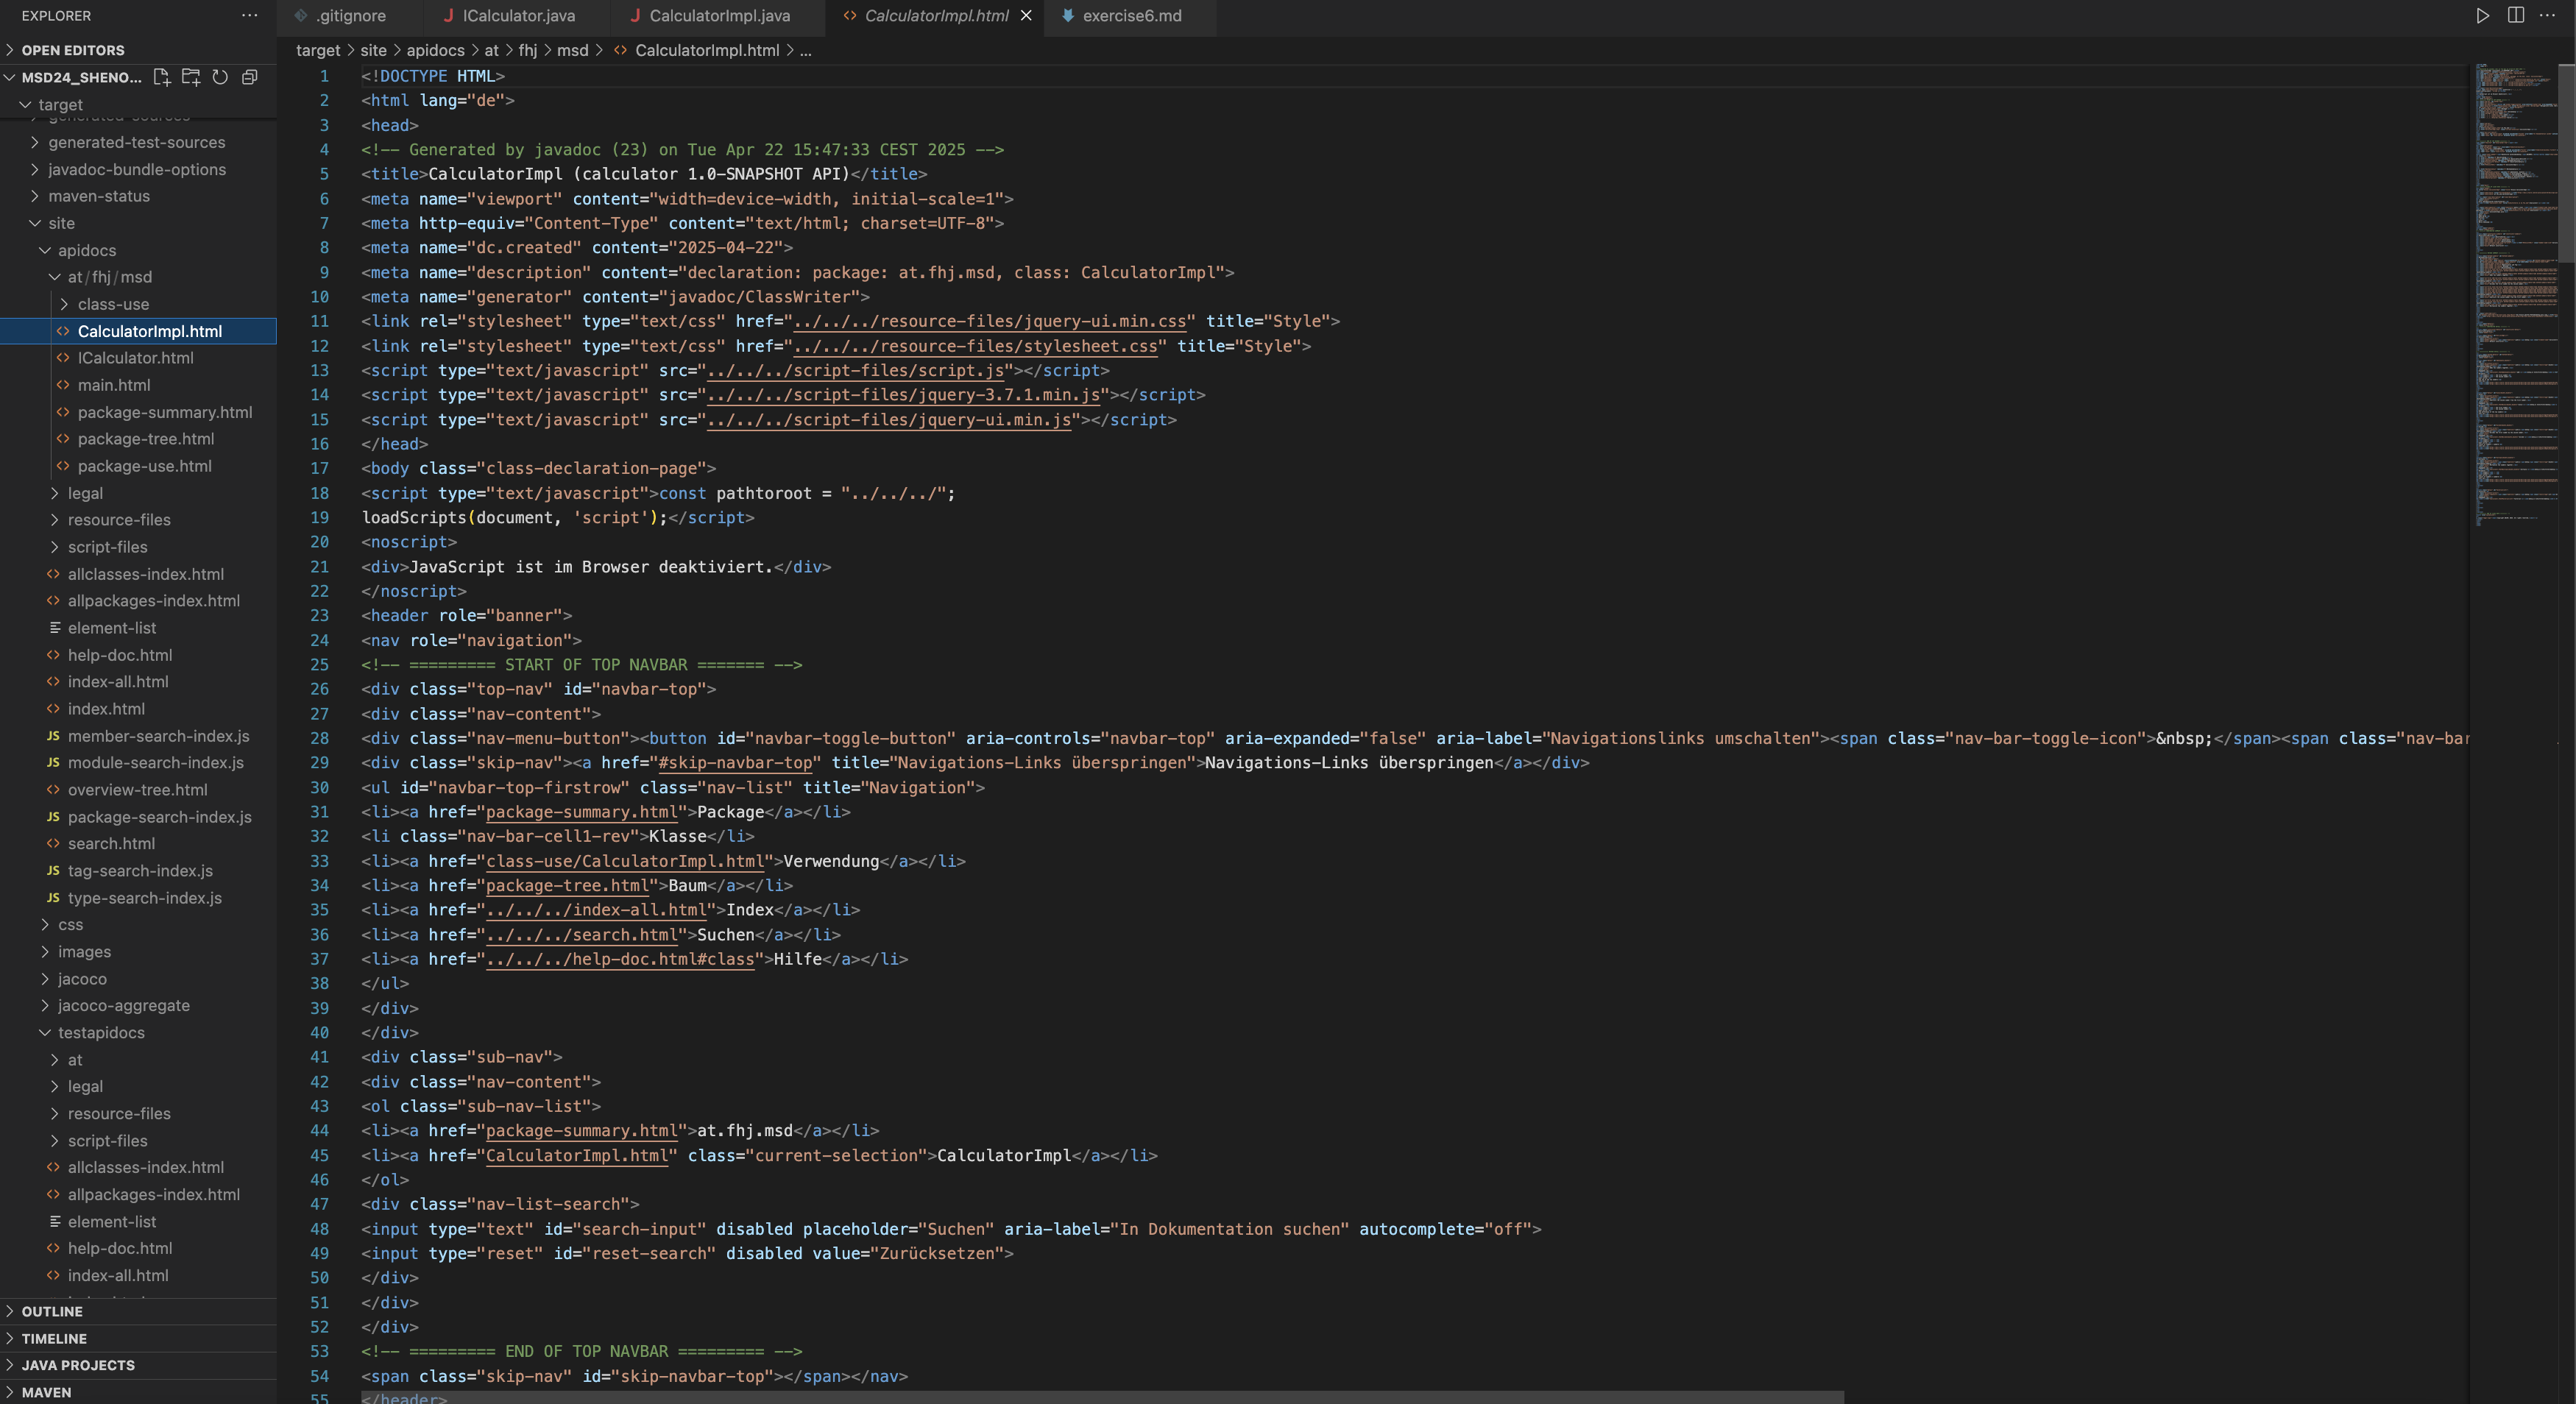 EXPLORER
OPEN EDITORS
MSD24_SHENO...
target
generated-sources
generated-test-sources
javadoc-bundle-options
maven-status
site
apidocs
at/fhj/msd
class-use
CalculatorImpl.html
ICalculator.html
main.html
package-summary.html
package-tree.html
package-use.html
legal
resource-files
script-files
allclasses-index.html
allpackages-index.html
element-list
help-doc.html
index-all.html
index.html
JS member-search-index.js
JS module-search-index.js
overview-tree.html
JS package-search-index.js
search.html
JS tag-search-index.js
JS type-search-index.js
css
images
jacoco
jacoco-aggregate
testapidocs
at
legal
resource-files
script-files
allclasses-index.html
allpackages-index.html
element-list
help-doc.html
index-all.html
OUTLINE
TIMELINE
JAVA PROJECTS
MAVEN
.gitignore J ICalculator.java J CalculatorImpl.java CalculatorImpl.html exercise6.md
target > site > apidocs > at > fhj > msd > CalculatorImpl.html > ...
1 <!DOCTYPE HTML>
2 <html lang="de">
3 <head>
4 <!-- Generated by javadoc (23) on Tue Apr 22 15:47:33 CEST 2025 -->
5 <title>CalculatorImpl (calculator 1.0-SNAPSHOT API)</title>
6 <meta name="viewport" content="width=device-width, initial-scale=1">
7 <meta http-equiv="Content-Type" content="text/html; charset=UTF-8">
8 <meta name="dc.created" content="2025-04-22">
9 <meta name="description" content="declaration: package: at.fhj.msd, class: CalculatorImpl">
10 <meta name="generator" content="javadoc/ClassWriter">
11 <link rel="stylesheet" type="text/css" href="../../../resource-files/jquery-ui.min.css" title="Style">
12 <link rel="stylesheet" type="text/css" href="../../../resource-files/stylesheet.css" title="Style">
13 <script type="text/javascript" src="../../../script-files/script.js"></script>
14 <script type="text/javascript" src="../../../script-files/jquery-3.7.1.min.js"></script>
15 <script type="text/javascript" src="../../../script-files/jquery-ui.min.js"></script>
16 </head>
17 <body class="class-declaration-page">
18 <script type="text/javascript">const pathtoroot = "../../../";
19 loadScripts(document, 'script');</script>
20 <noscript>
21 <div>JavaScript ist im Browser deaktiviert.</div>
22 </noscript>
23 <header role="banner">
24 <nav role="navigation">
25 <!-- ========= START OF TOP NAVBAR ======= -->
26 <div class="top-nav" id="navbar-top">
27 <div class="nav-content">
28 <div class="nav-menu-button"><button id="navbar-toggle-button" aria-controls="navbar-top" aria-expanded="false" aria-label="Navigationslinks umschalten"><span class="nav-bar-toggle-icon">&nbsp;</span><span class="nav-bar
29 <div class="skip-nav"><a href="#skip-navbar-top" title="Navigations-Links überspringen">Navigations-Links überspringen</a></div>
30 <ul id="navbar-top-firstrow" class="nav-list" title="Navigation">
31 <li><a href="package-summary.html">Package</a></li>
32 <li class="nav-bar-cell1-rev">Klasse</li>
33 <li><a href="class-use/CalculatorImpl.html">Verwendung</a></li>
34 <li><a href="package-tree.html">Baum</a></li>
35 <li><a href="../../../index-all.html">Index</a></li>
36 <li><a href="../../../search.html">Suchen</a></li>
37 <li><a href="../../../help-doc.html#class">Hilfe</a></li>
38 </ul>
39 </div>
40 </div>
41 <div class="sub-nav">
42 <div class="nav-content">
43 <ol class="sub-nav-list">
44 <li><a href="package-summary.html">at.fhj.msd</a></li>
45 <li><a href="CalculatorImpl.html" class="current-selection">CalculatorImpl</a></li>
46 </ol>
47 <div class="nav-list-search">
48 <input type="text" id="search-input" disabled placeholder="Suchen" aria-label="In Dokumentation suchen" autocomplete="off">
49 <input type="reset" id="reset-search" disabled value="Zurücksetzen">
50 </div>
51 </div>
52 </div>
53 <!-- ========= END OF TOP NAVBAR ========= -->
54 <span class="skip-nav" id="skip-navbar-top"></span></nav>
55 </header>